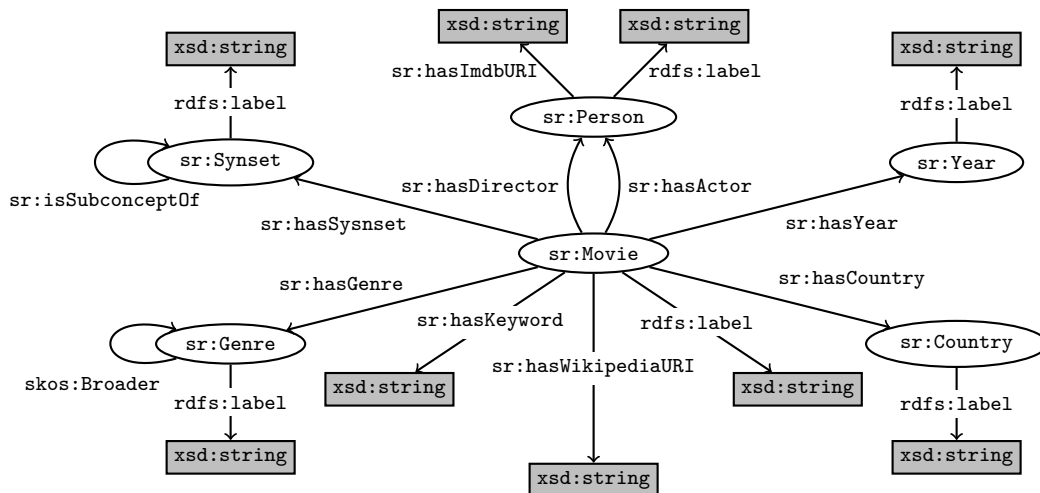 xsd:string
xsd:string
xsd:string
xsd:string
sr:hasImdbURI
rdfs:label
rdfs:label
rdfs:label
sr:Person
sr:Synset
sr:Year
sr:hasDirector
sr:hasActor
sr:isSubconceptOf
sr:hasSysnset
sr:hasYear
sr:Movie
sr:hasGenre
sr:hasCountry
sr:hasKeyword
rdfs:label
sr:Genre
sr:Country
sr:hasWikipediaURI
skos:Broader
xsd:string
xsd:string
rdfs:label
rdfs:label
xsd:string
xsd:string
xsd:string